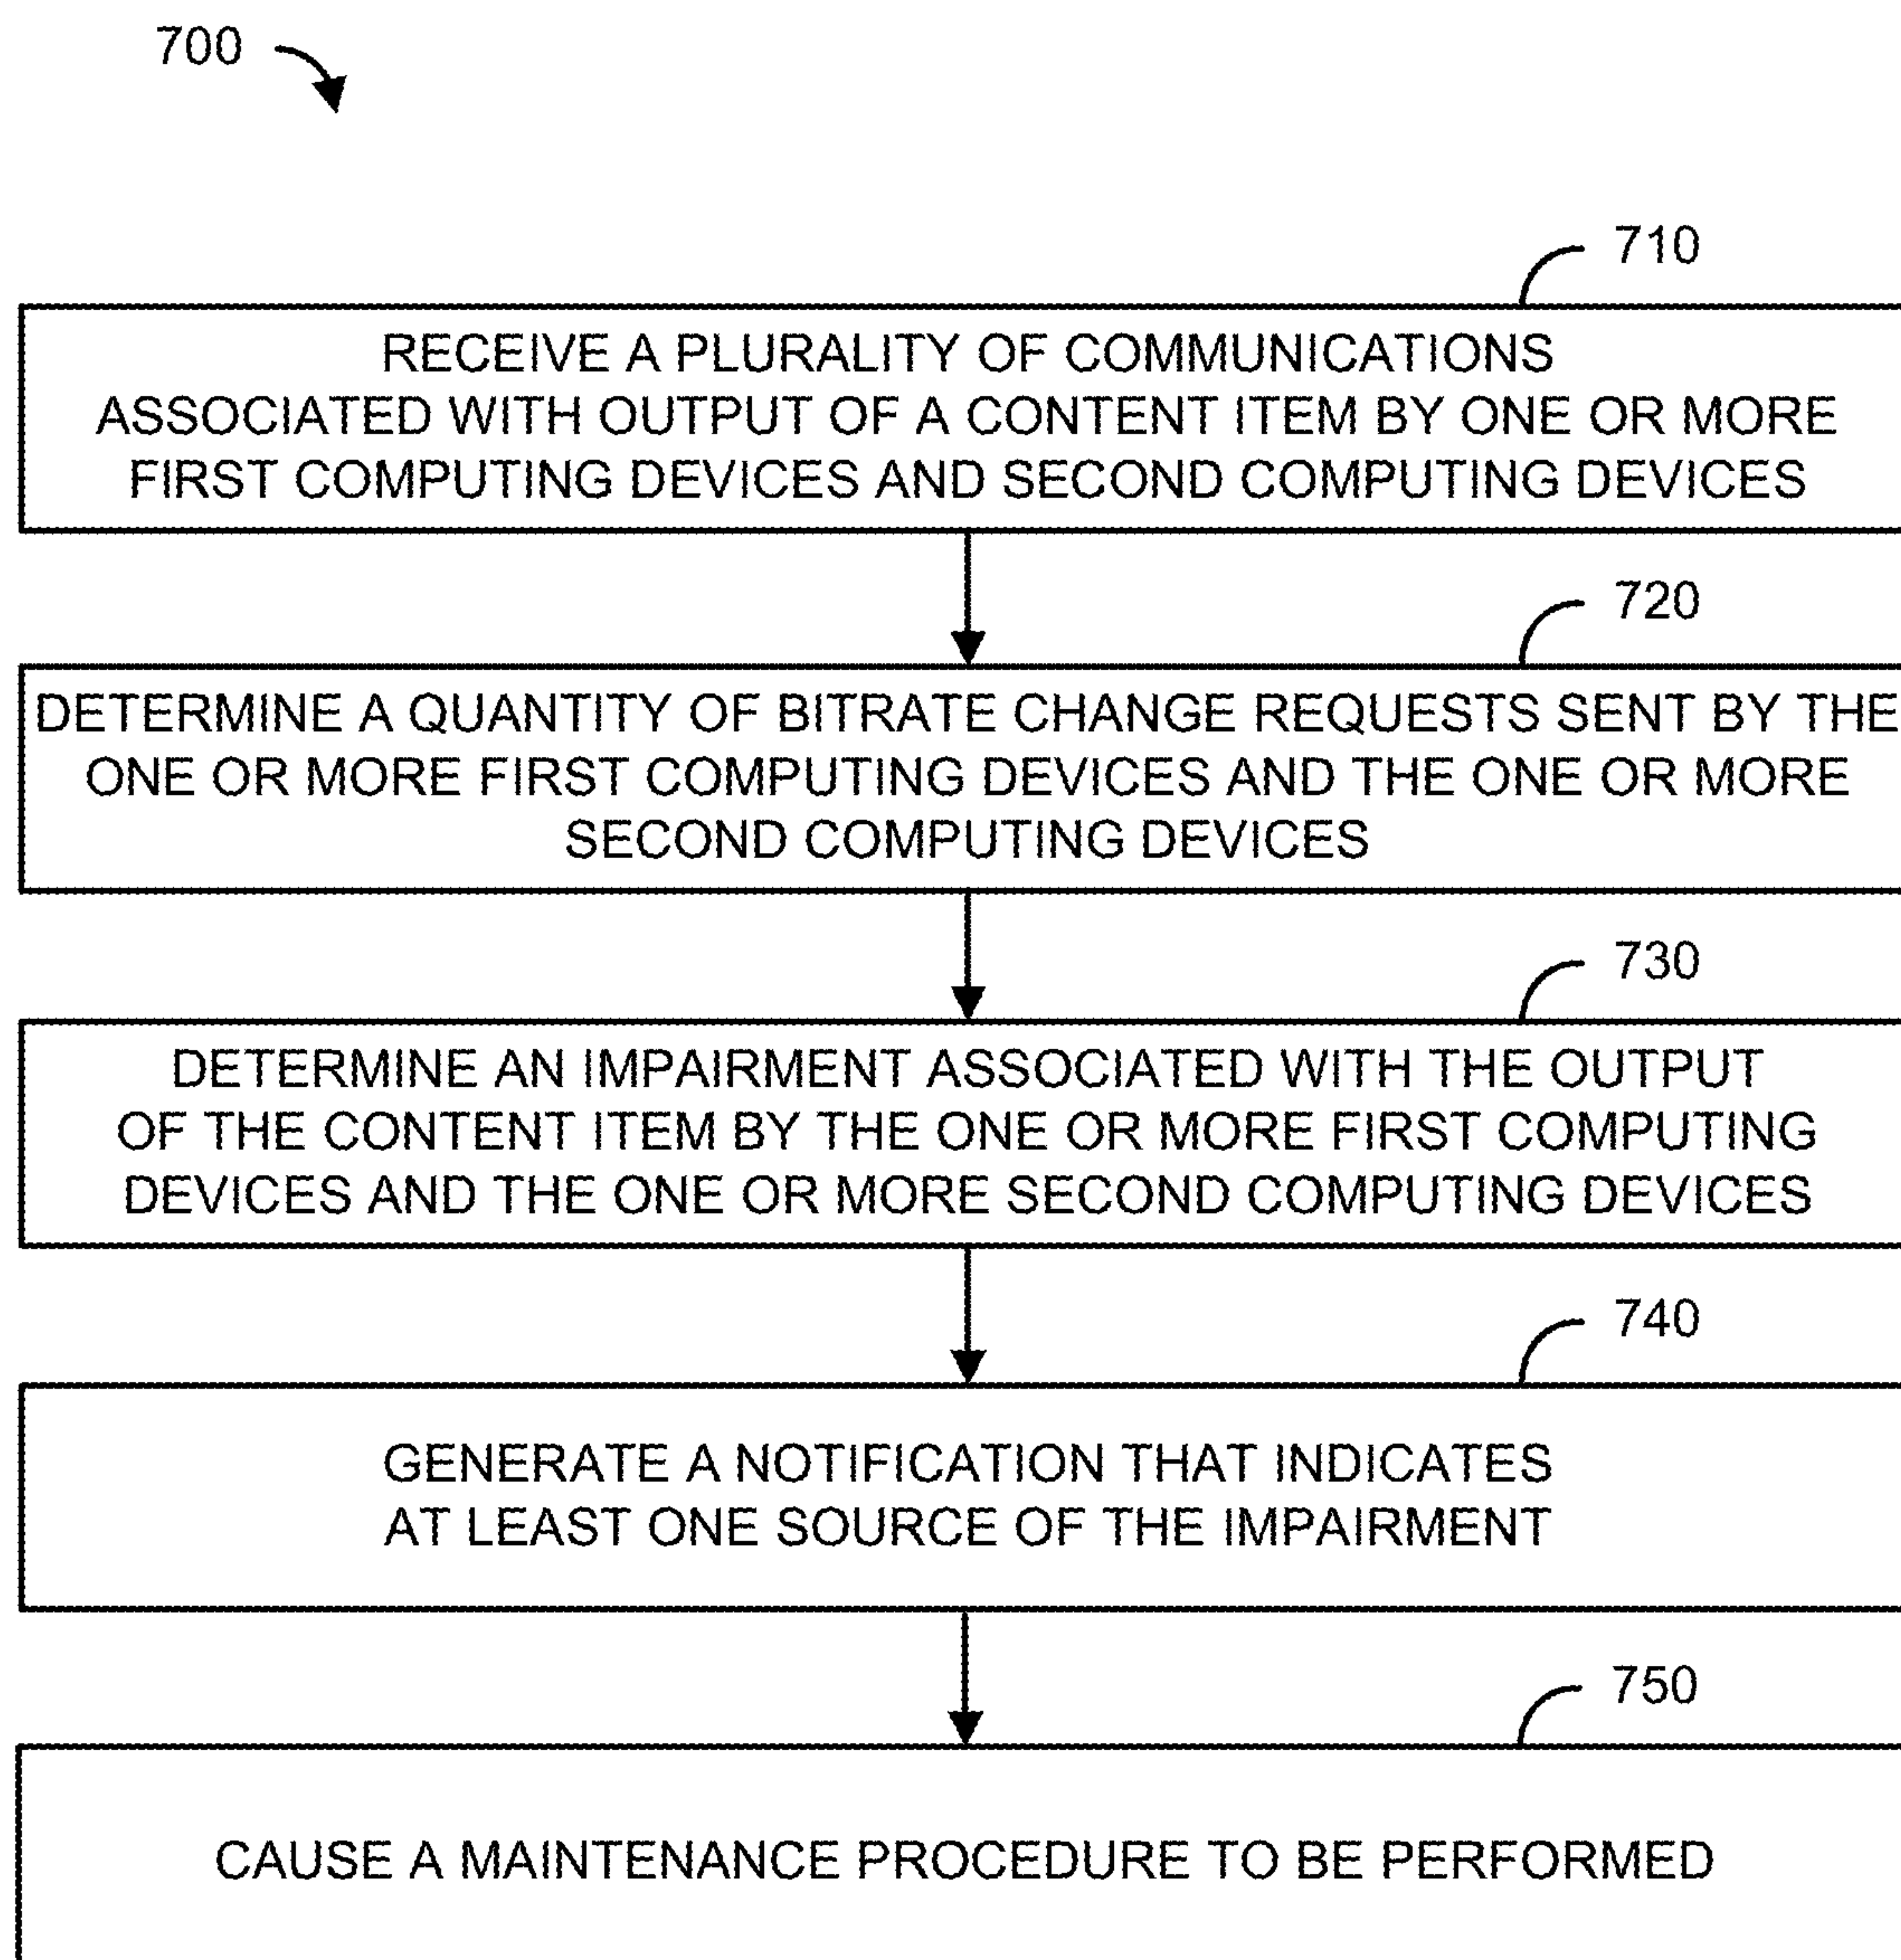 700
710
RECEIVE A PLURALITY OF COMMUNICATIONS
ASSOCIATED WITH OUTPUT OF A CONTENT ITEM BY ONE OR MORE
FIRST COMPUTING DEVICES AND SECOND COMPUTING DEVICES
720
DETERMINE A QUANTITY OF BITRATE CHANGE REQUESTS SENT BY THE
ONE OR MORE FIRST COMPUTING DEVICES AND THE ONE OR MORE
SECOND COMPUTING DEVICES
730
DETERMINE AN IMPAIRMENT ASSOCIATED WITH THE OUTPUT
OF THE CONTENT ITEM BY THE ONE OR MORE FIRST COMPUTING
DEVICES AND THE ONE OR MORE SECOND COMPUTING DEVICES
740
GENERATE A NOTIFICATION THAT INDICATES
AT LEAST ONE SOURCE OF THE IMPAIRMENT
750
CAUSE A MAINTENANCE PROCEDURE TO BE PERFORMED